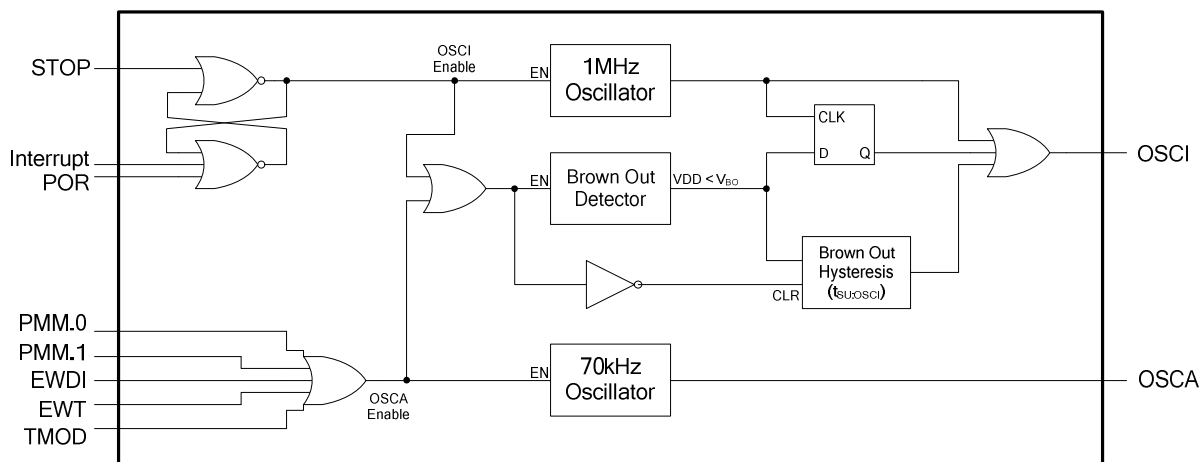 STOP
OSCI
Enable
EN
1MHz
Oscillator
CLK
D Q
Interrupt
POR
OSCI
EN
Brown Out
Detector
VDD < VBO
Brown Out
Hysteresis
(tSU:OSCI)
CLR
PMM.0
PMM.1
EWDI
EWT
TMOD
OSCA
Enable
EN
70kHz
Oscillator
OSCA